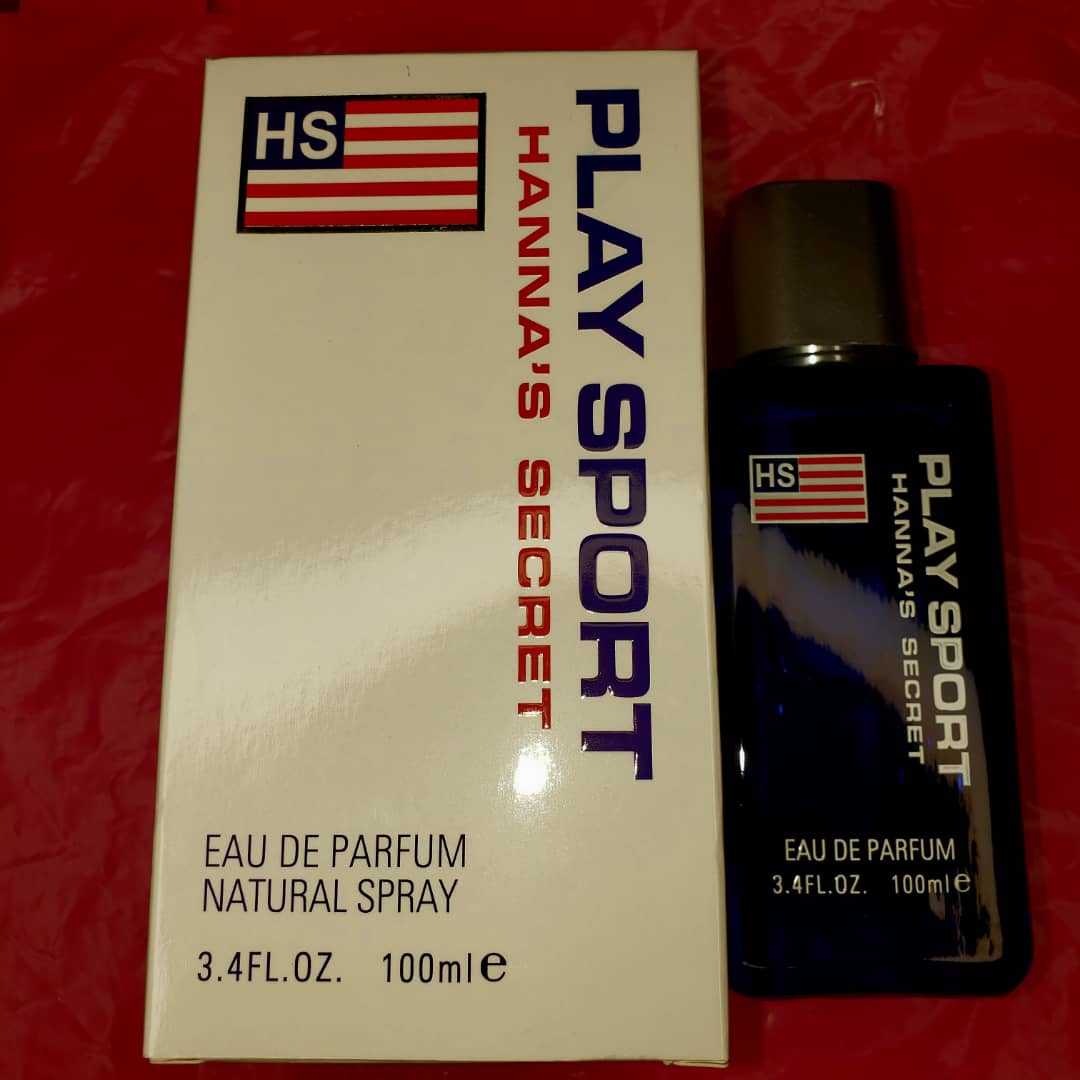 HS
PLAY SPORT
HANNA'S SECRET
EAU DE PARFUM
NATURAL SPRAY
3.4FL.OZ. 100ml e
HS
PLAY SPORT
HANNA'S SECRET
EAU DE PARFUM
3.4FL.OZ. 100ml e